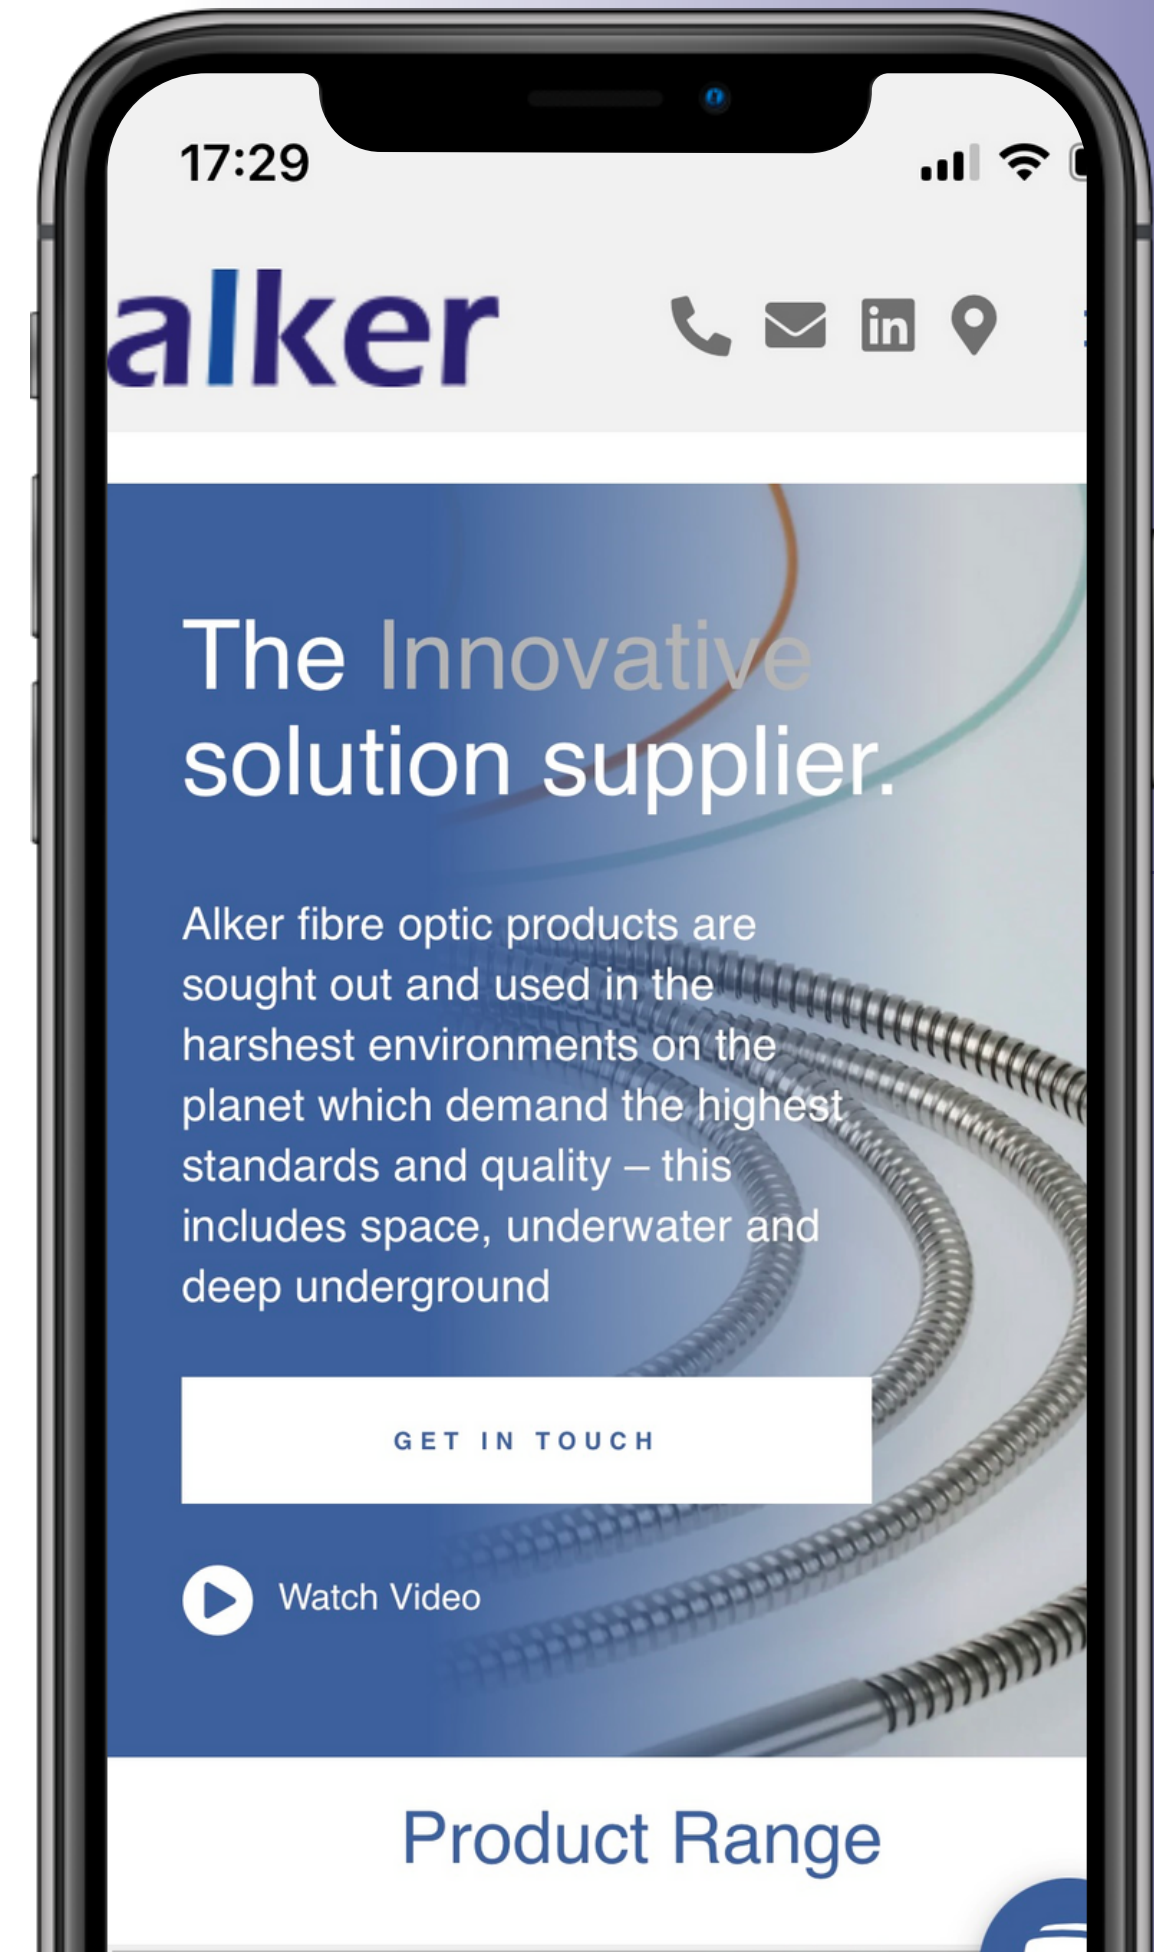 17:29
alker
in
The Innovative
solution supplier.
Alker fibre optic products are
sought out and used in the
harshest environments on the
planet which demand the highest
standards and quality – this
includes space, underwater and
deep underground
GET IN TOUCH
Watch Video
Product Range